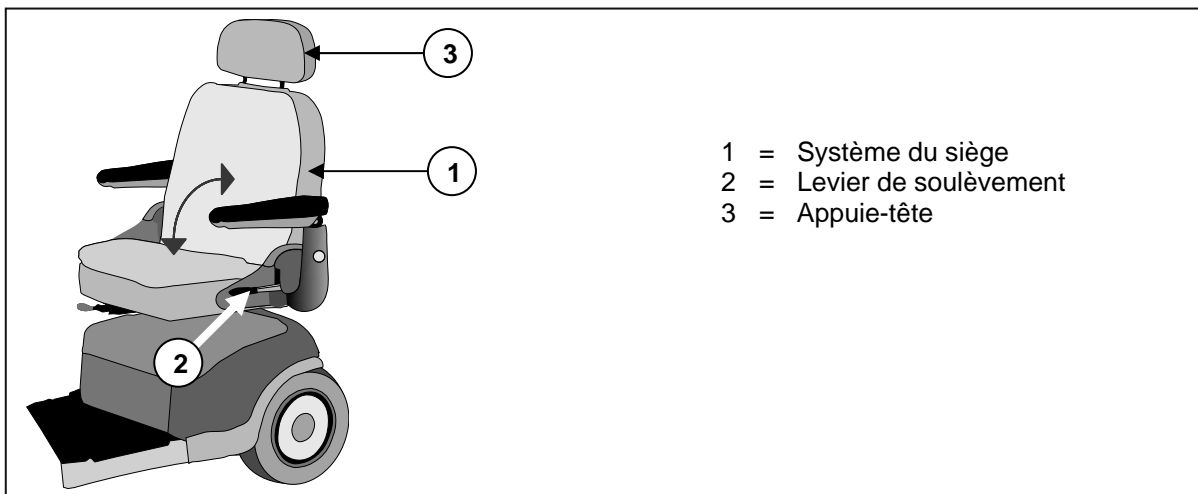 3
1
2
1 = Système du siège
2 = Levier de soulèvement
3 = Appuie-tête